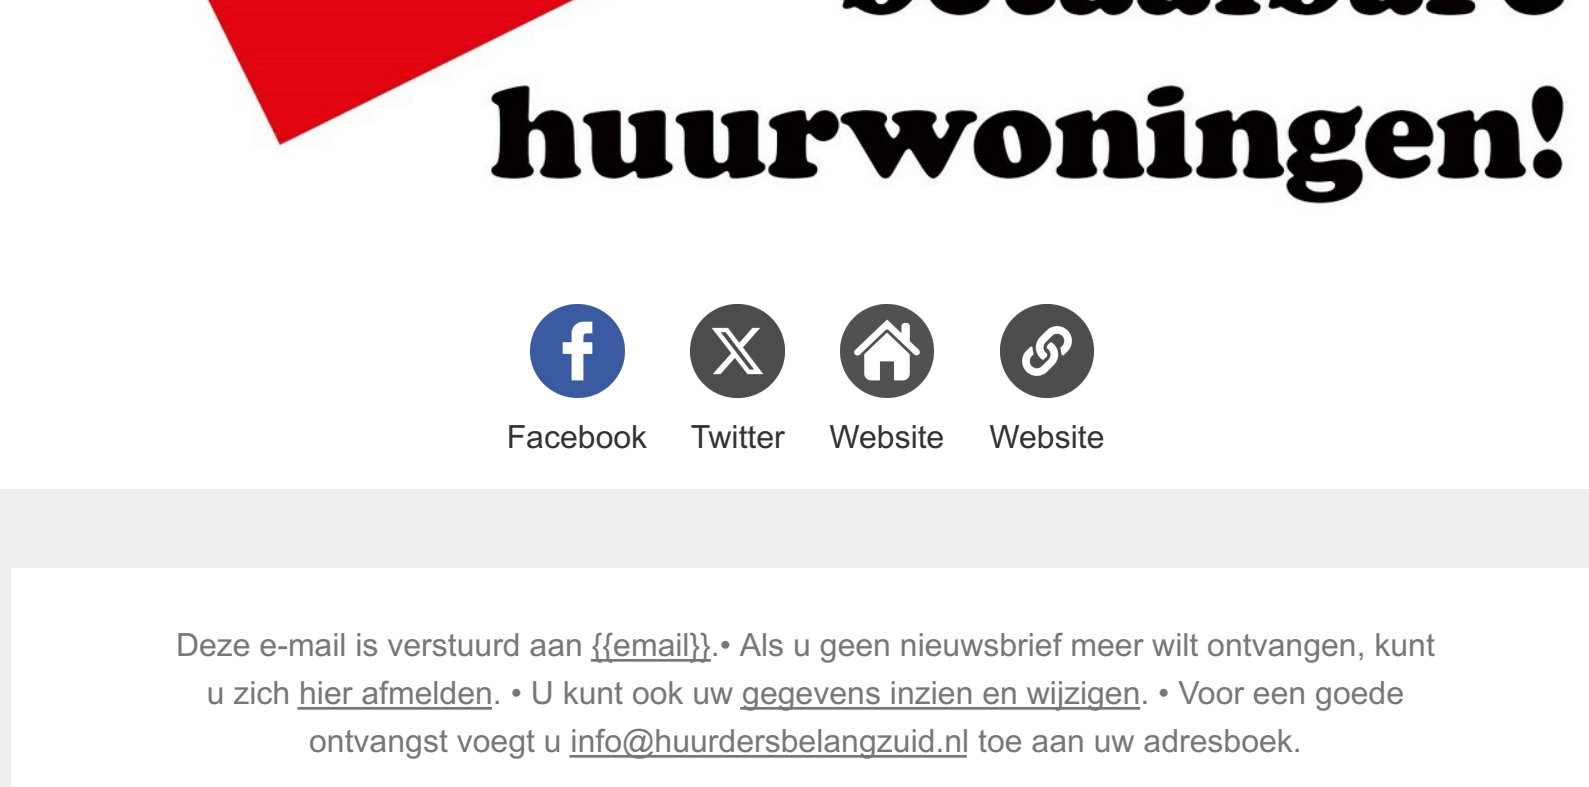 betaalbare
huurwoningen!
Facebook Twitter Website Website
Deze e-mail is verstuurd aan {{email}}.• Als u geen nieuwsbrief meer wilt ontvangen, kunt
u zich hier afmelden. • U kunt ook uw gegevens inzien en wijzigen. • Voor een goede
ontvangst voegt u info@huurdersbelangzuid.nl toe aan uw adresboek.